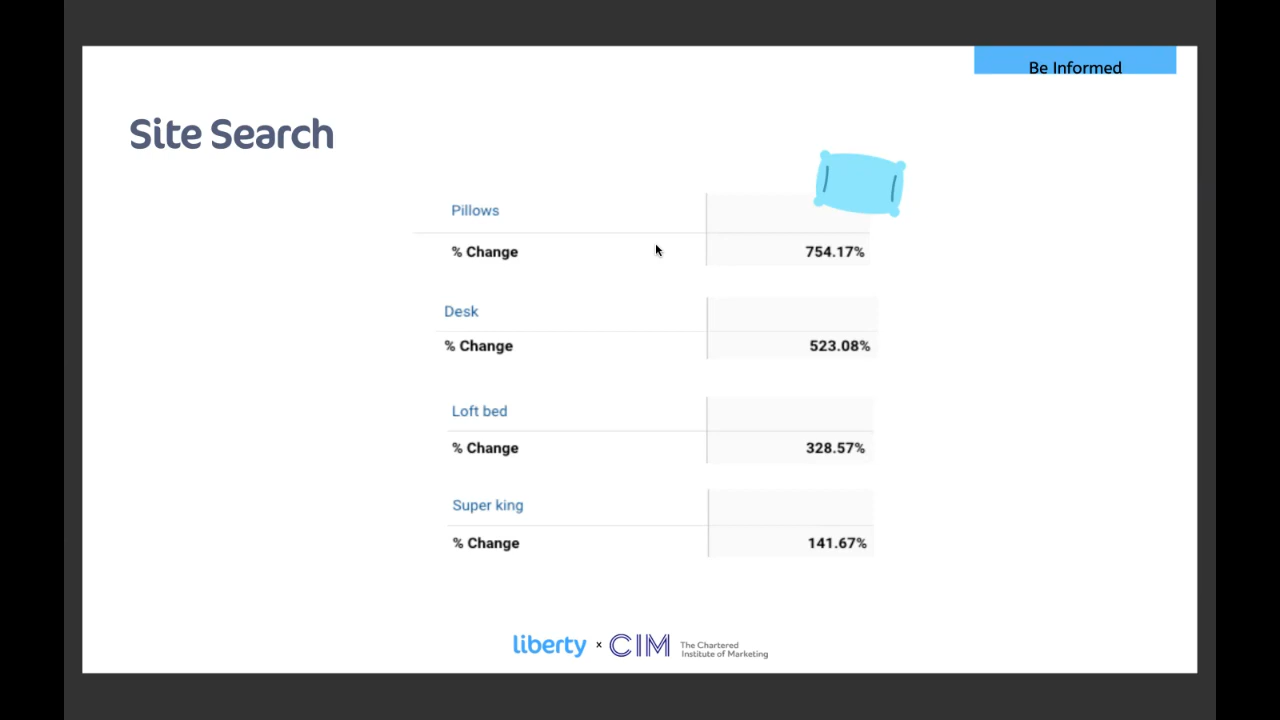 Be Informed
Site Search
Pillows
% Change 754.17%
Desk
% Change 523.08%
Loft bed
% Change 328.57%
Super king
% Change 141.67%
liberty x CIM The Chartered
Institute of Marketing